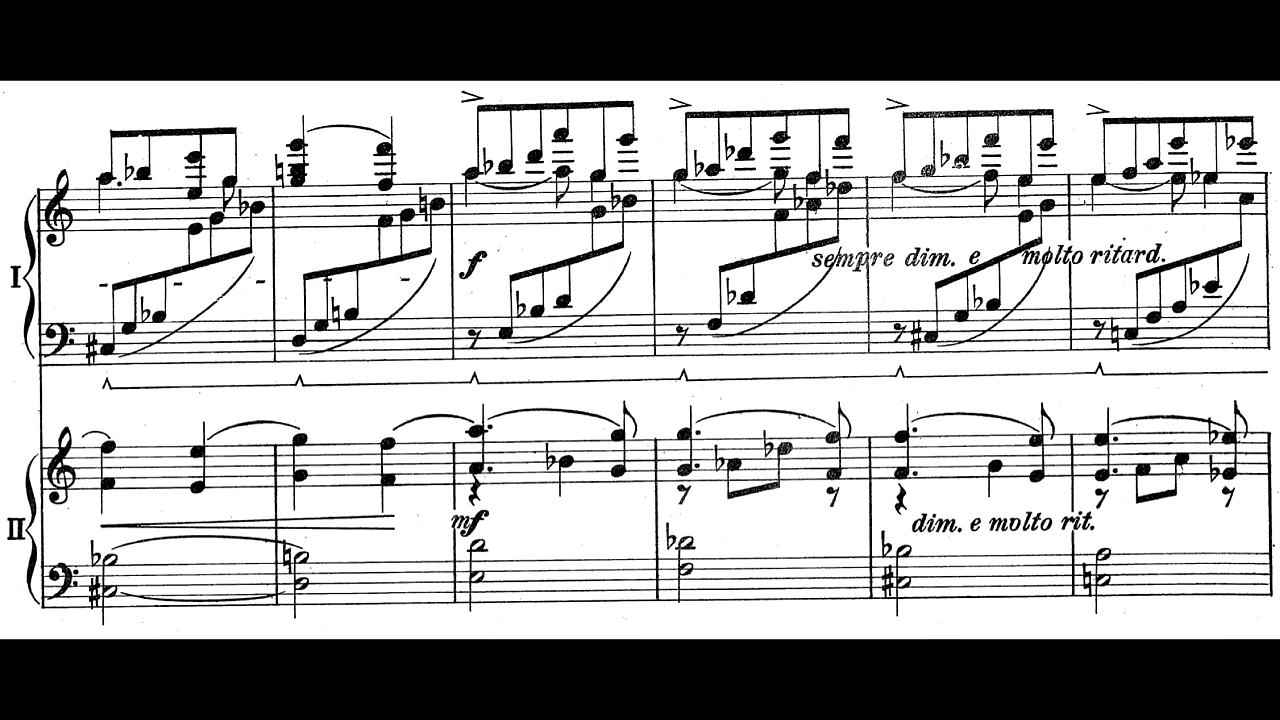 I
f
sempre dim. e molto ritard.
II
mf
dim. e molto rit.